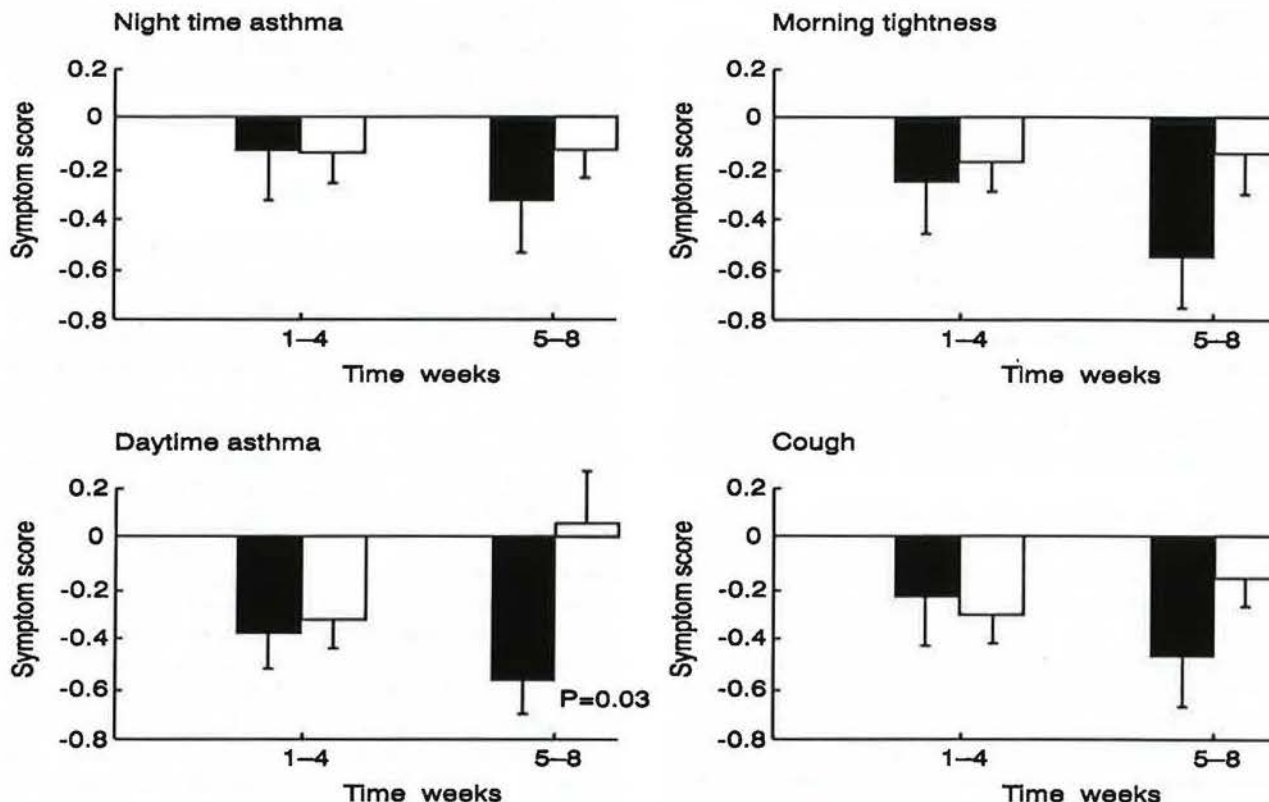 Night time asthma
0.2
0
-0.2
-0.4
-0.6
-0.8
Symptom score
1–4
5–8
Time weeks
Morning tightness
0.2
0
-0.2
-0.4
-0.6
-0.8
Symptom score
1–4
5–8
Time weeks
Daytime asthma
0.2
0
-0.2
-0.4
-0.6
-0.8
Symptom score
P=0.03
1–4
5–8
Time weeks
Cough
0.2
0
-0.2
-0.4
-0.6
-0.8
Symptom score
1–4
5–8
Time weeks